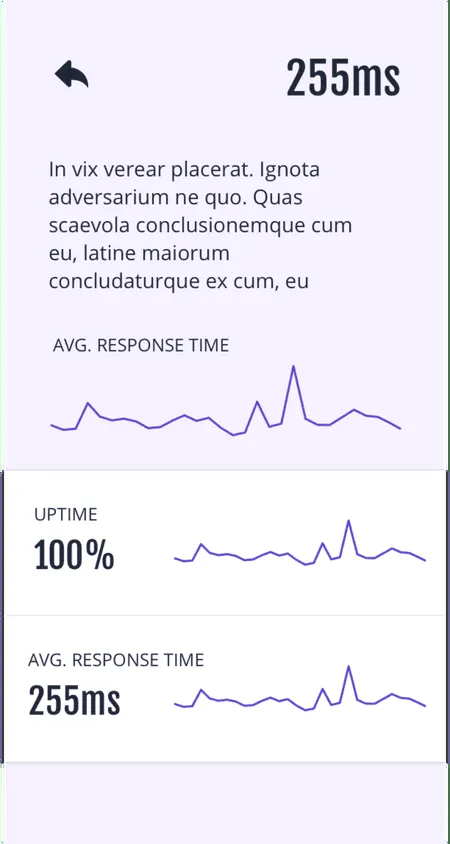 255ms
In vix verear placerat. Ignota
adversarium ne quo. Quas
scaevola conclusionemque cum
eu, latine maiorum
concludaturque ex cum, eu
AVG. RESPONSE TIME
UPTIME
100%
AVG. RESPONSE TIME
255ms